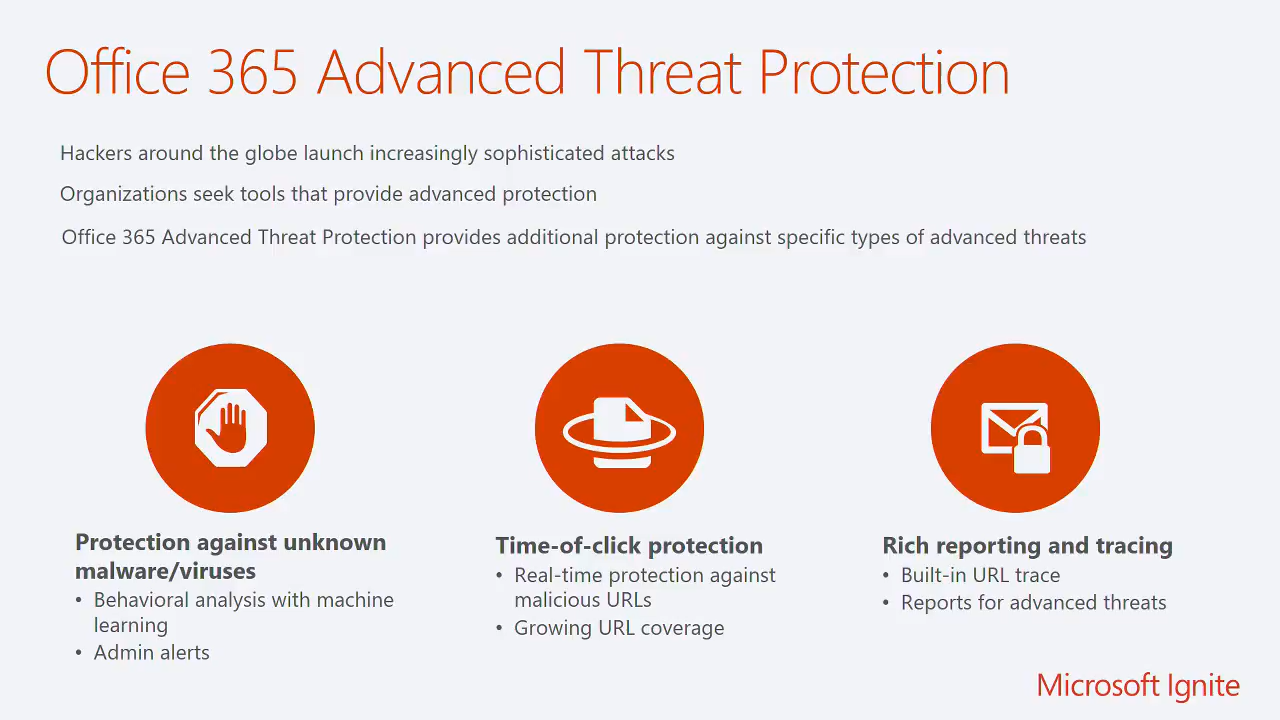 Office 365 Advanced Threat Protection
Hackers around the globe launch increasingly sophisticated attacks
Organizations seek tools that provide advanced protection
Office 365 Advanced Threat Protection provides additional protection against specific types of advanced threats
Protection against unknown
malware/viruses
• Behavioral analysis with machine
learning
• Admin alerts
Time-of-click protection
• Real-time protection against
malicious URLs
• Growing URL coverage
Rich reporting and tracing
• Built-in URL trace
• Reports for advanced threats
Microsoft Ignite